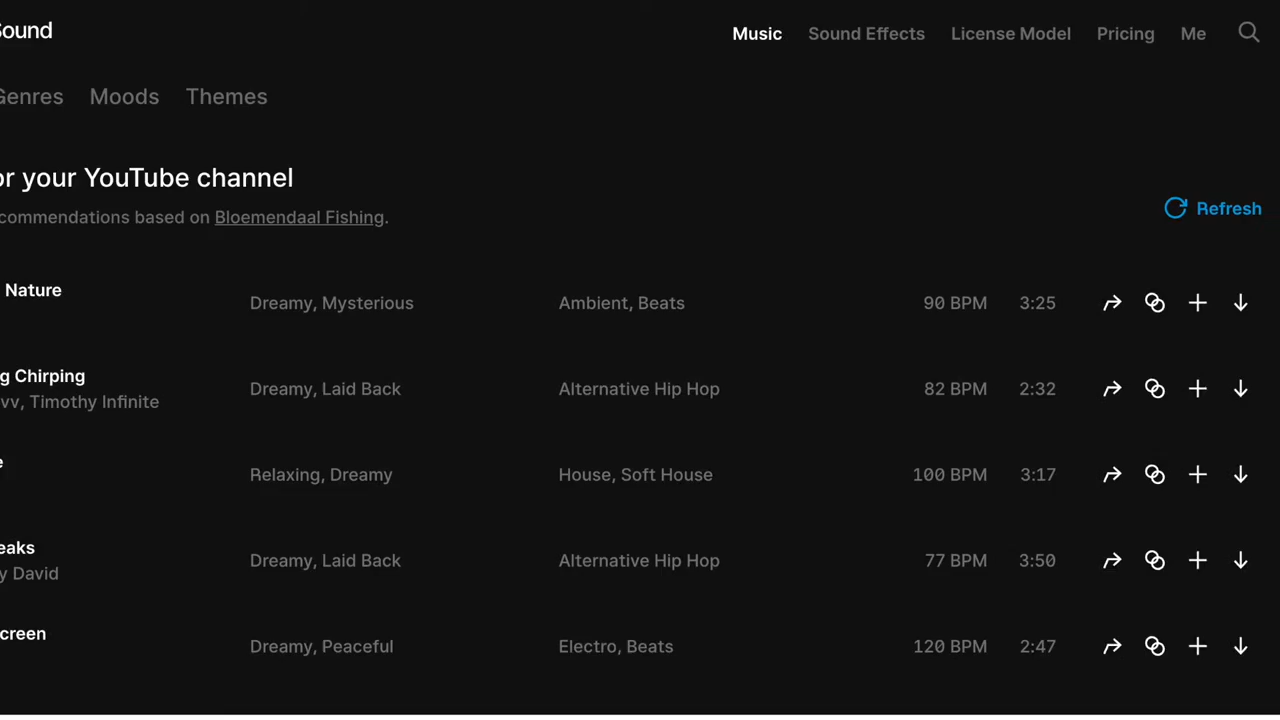 Sound
Music Sound Effects License Model Pricing Me
Genres Moods Themes
or your YouTube channel
commendations based on Bloemendaal Fishing.
Refresh
Nature
Dreamy, Mysterious Ambient, Beats 90 BPM 3:25
g Chirping
vv, Timothy Infinite
Dreamy, Laid Back Alternative Hip Hop 82 BPM 2:32
e
Relaxing, Dreamy House, Soft House 100 BPM 3:17
eaks
y David
Dreamy, Laid Back Alternative Hip Hop 77 BPM 3:50
creen
Dreamy, Peaceful Electro, Beats 120 BPM 2:47